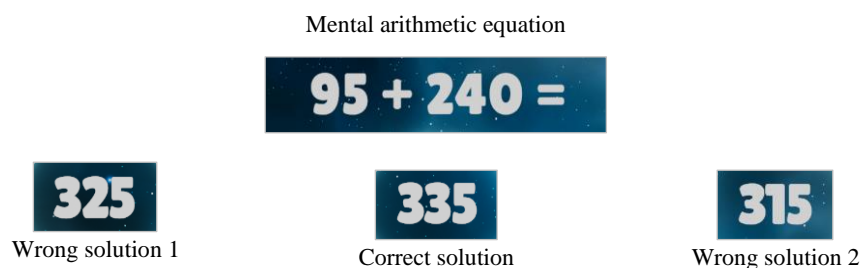 Mental arithmetic equation
95 + 240 =
325
335
315
Wrong solution 1
Correct solution
Wrong solution 2